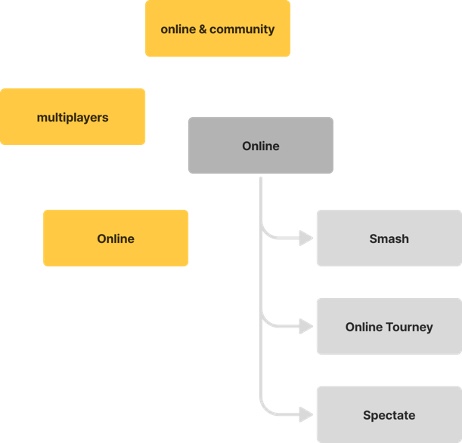 online & community
multiplayers
Online
Online
Smash
Online Tourney
Spectate